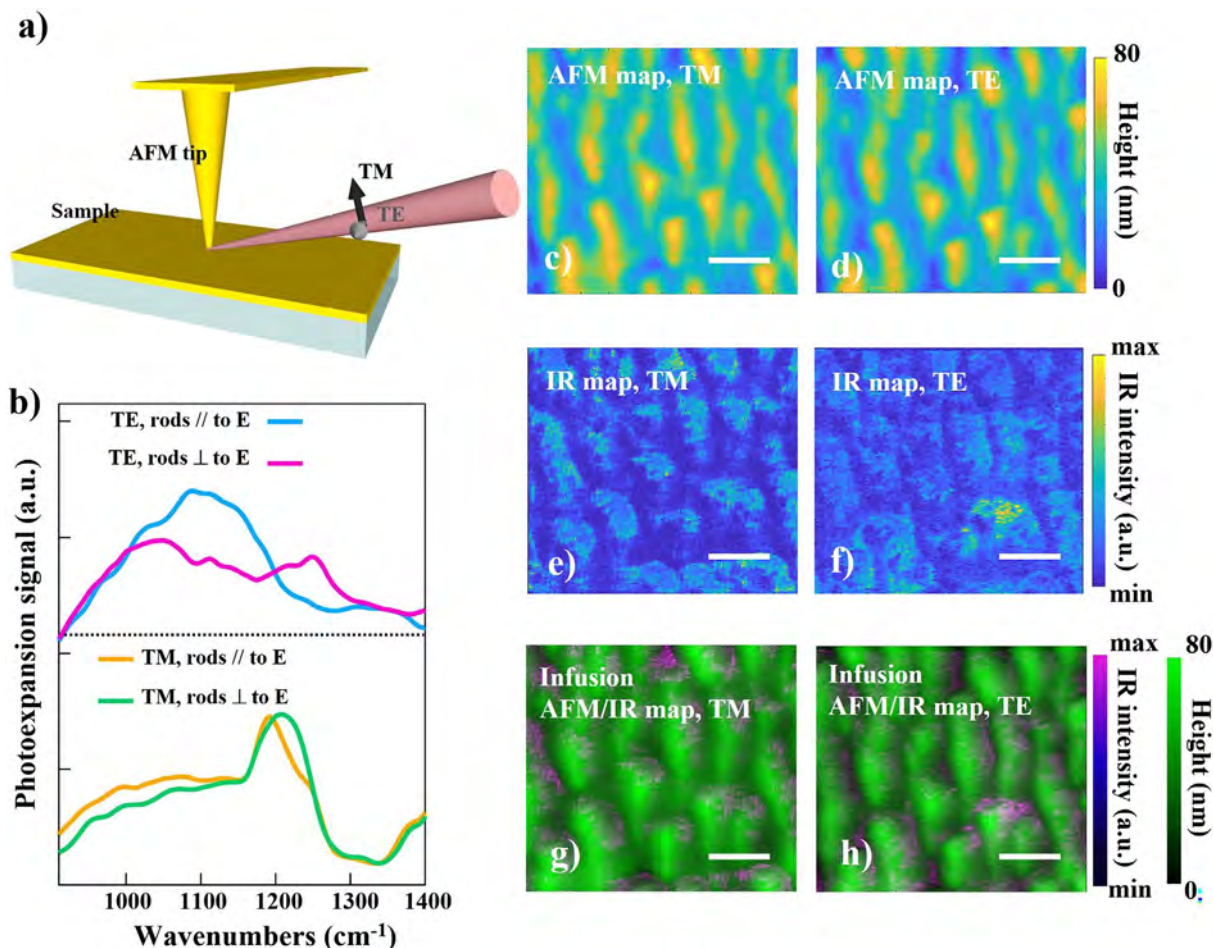 a)
AFM tip
TM
TE
Sample
AFM map, TM
c)
AFM map, TE
d)
80
Height (nm)
0
IR map, TM
e)
IR map, TE
f)
max
IR intensity (a.u.)
min
b)
TE, rods // to E
TE, rods ⊥ to E
TM, rods // to E
TM, rods ⊥ to E
Photoexpansion signal (a.u.)
1000
1100
1200
1300
1400
Wavenumbers (cm⁻¹)
Infusion
AFM/IR map, TM
g)
Infusion
AFM/IR map, TE
h)
max
IR intensity (a.u.)
min
80
Height (nm)
0